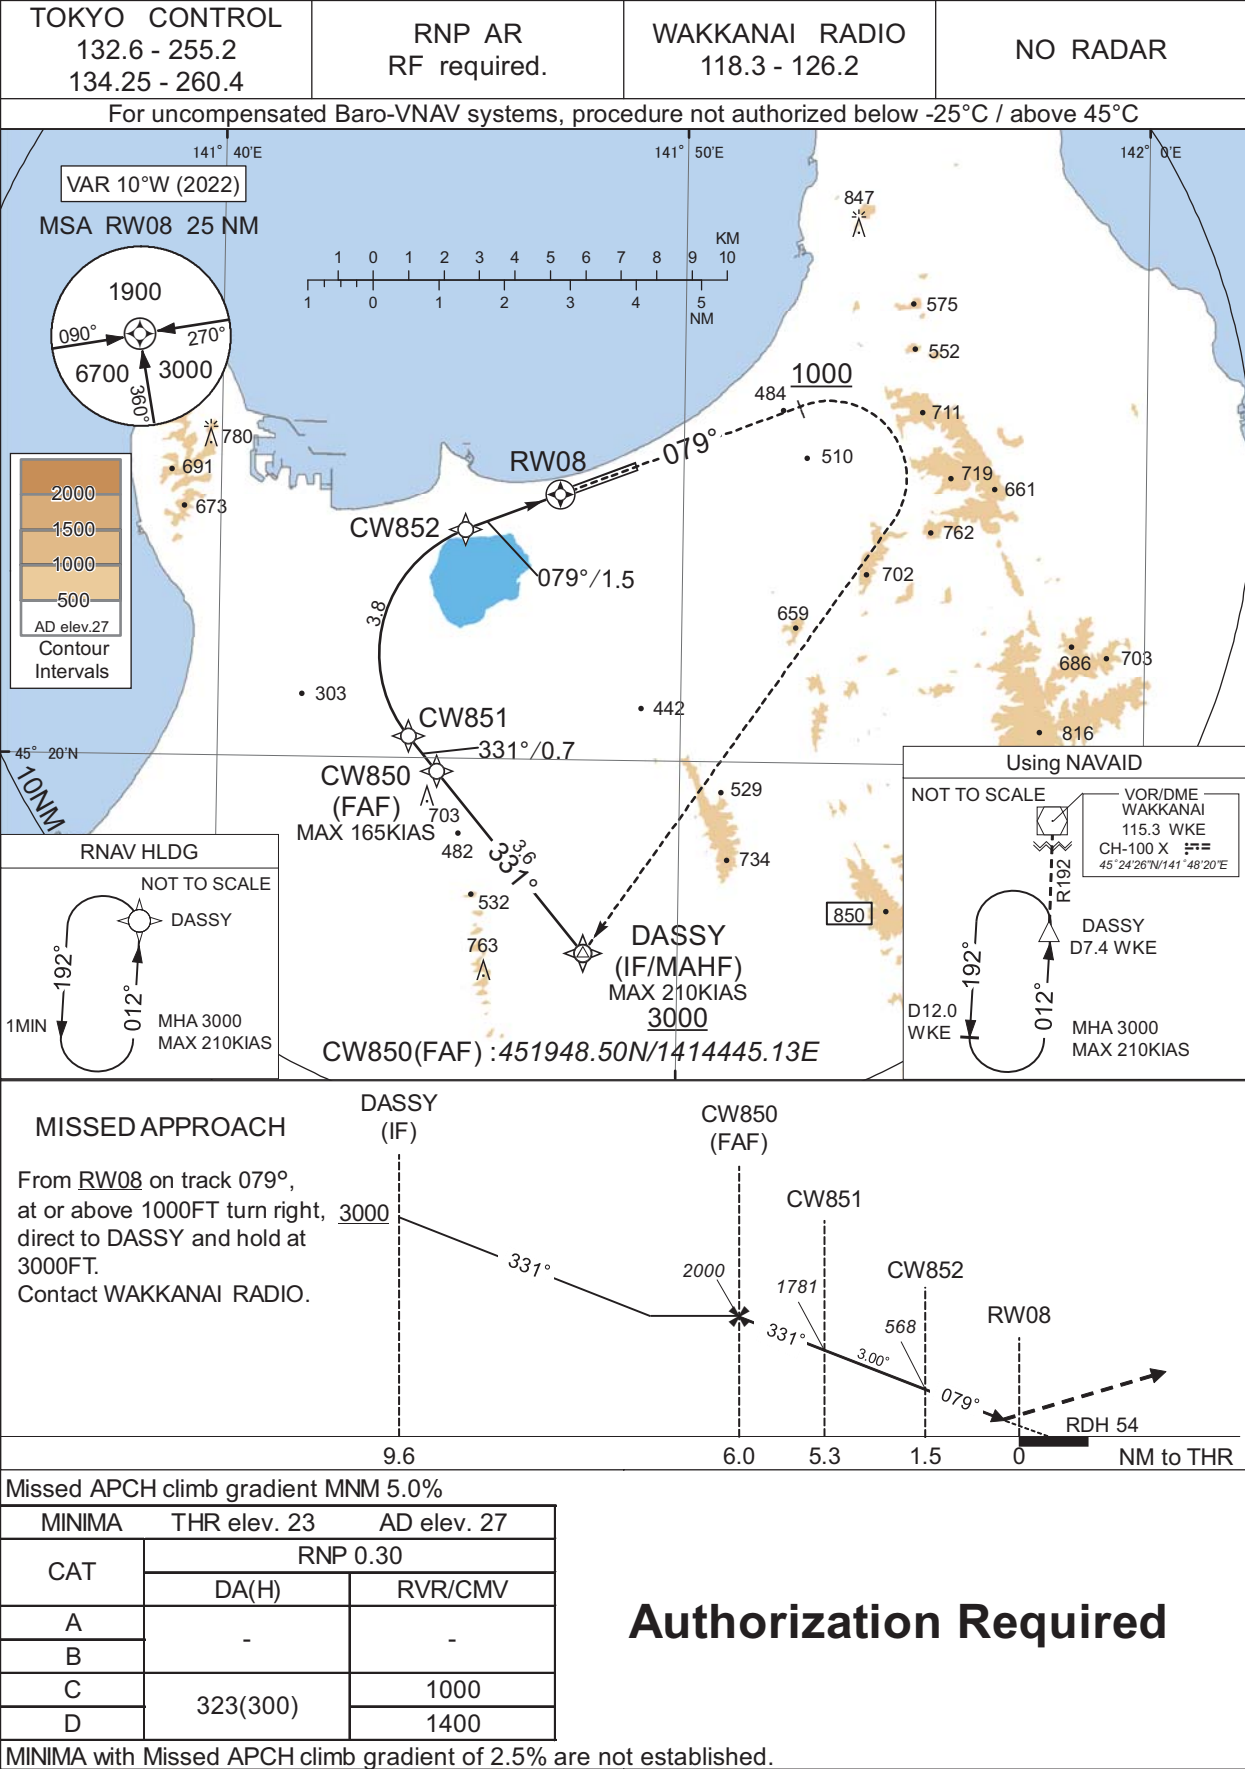 TOKYO CONTROL
132.6 - 255.2
134.25 - 260.4
RNP AR
RF required.
WAKKANAI RADIO
118.3 - 126.2
NO RADAR
For uncompensated Baro-VNAV systems, procedure not authorized below -25°C / above 45°C
141° 40'E
141° 50'E
142° 0'E
VAR 10°W (2022)
MSA RW08 25 NM
1900
090°
270°
6700
3000
360°
KM
1 0 1 2 3 4 5 6 7 8 9 10
1 0 1 2 3 4 5
NM
847
575
552
1000
484
711
780
079°
510
691
RW08
719
661
673
2000
1500
1000
500
AD elev.27
Contour
Intervals
CW852
762
079°/1.5
702
3.8
659
686
703
303
442
CW851
816
331°/0.7
45° 20'N
10NM
CW850
(FAF)
MAX 165KIAS
703
482
529
3.6
331°
734
532
850
763
DASSY
(IF/MAHF)
MAX 210KIAS
3000
CW850(FAF) :451948.50N/1414445.13E
RNAV HLDG
NOT TO SCALE
DASSY
192°
012°
1MIN
MHA 3000
MAX 210KIAS
Using NAVAID
NOT TO SCALE
VOR/DME
WAKKANAI
115.3 WKE
CH-100 X
45°24'26"N/141°48'20"E
R192
DASSY
D7.4 WKE
192°
012°
D12.0
WKE
MHA 3000
MAX 210KIAS
MISSED APPROACH
From RW08 on track 079°,
at or above 1000FT turn right,
direct to DASSY and hold at
3000FT.
Contact WAKKANAI RADIO.
DASSY
(IF)
CW850
(FAF)
CW851
CW852
RW08
3000
331°
2000
1781
568
331°
3.00°
079°
RDH 54
9.6 6.0 5.3 1.5 0 NM to THR
Missed APCH climb gradient MNM 5.0%
MINIMA THR elev. 23 AD elev. 27
CAT
RNP 0.30
DA(H) RVR/CMV
A
- -
B
C
323(300)
1000
D
1400
Authorization Required
MINIMA with Missed APCH climb gradient of 2.5% are not established.